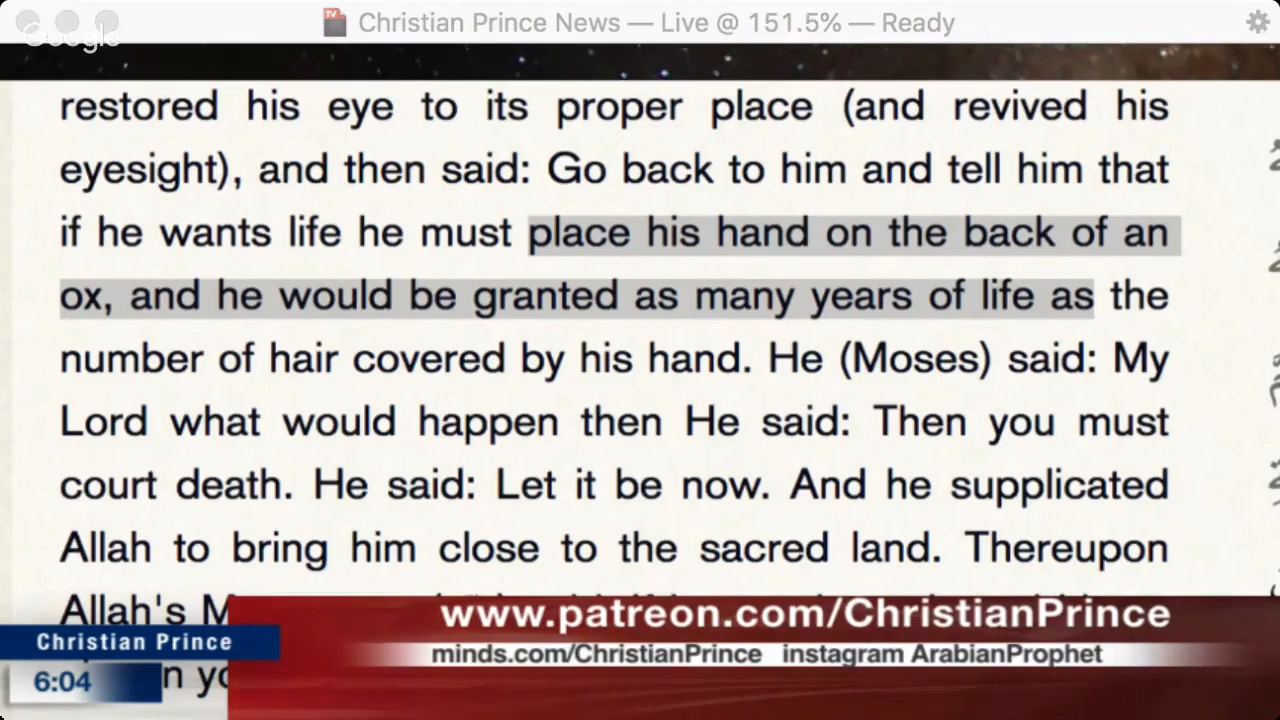 Christian Prince News — Live @ 151.5% — Ready
Google
restored his eye to its proper place (and revived his
eyesight), and then said: Go back to him and tell him that
if he wants life he must place his hand on the back of an
ox, and he would be granted as many years of life as the
number of hair covered by his hand. He (Moses) said: My
Lord what would happen then He said: Then you must
court death. He said: Let it be now. And he supplicated
Allah to bring him close to the sacred land. Thereupon
Allah's
www.patreon.com/ChristianPrince
Christian Prince
minds.com/ChristianPrince instagram ArabianProphet
6:04